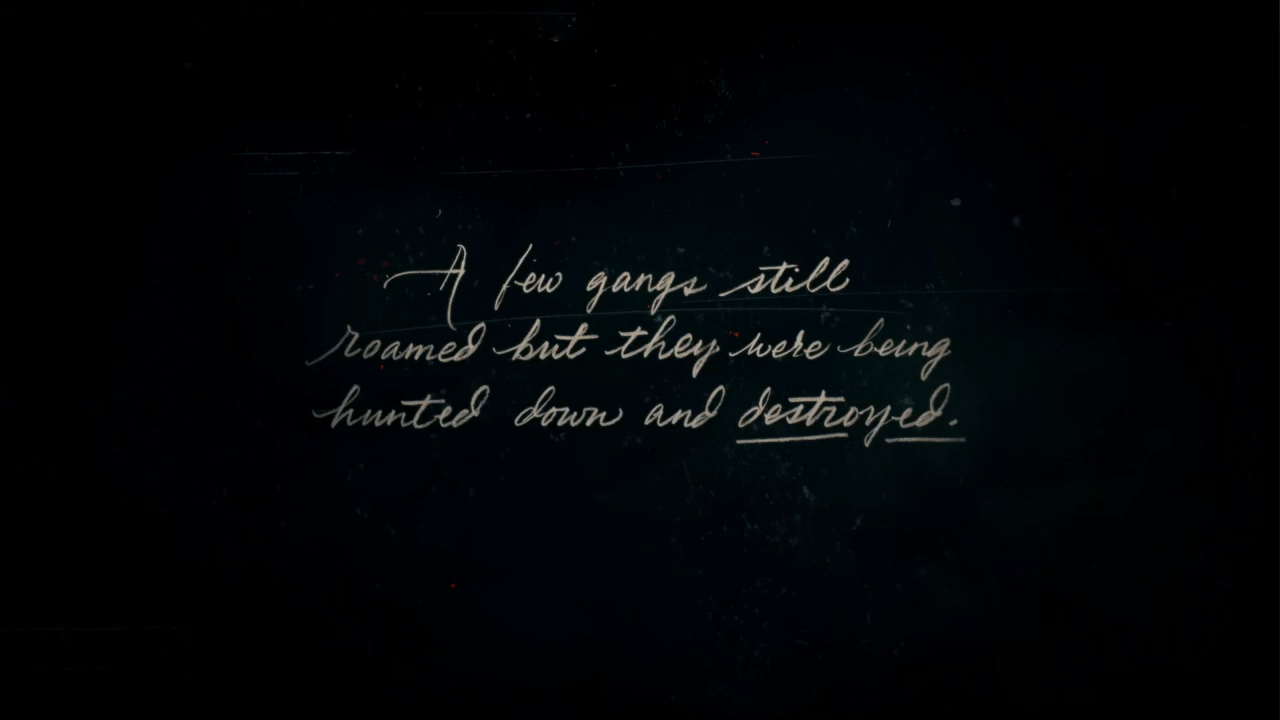 A few gangs still
roamed but they were being
hunted down and destroyed.